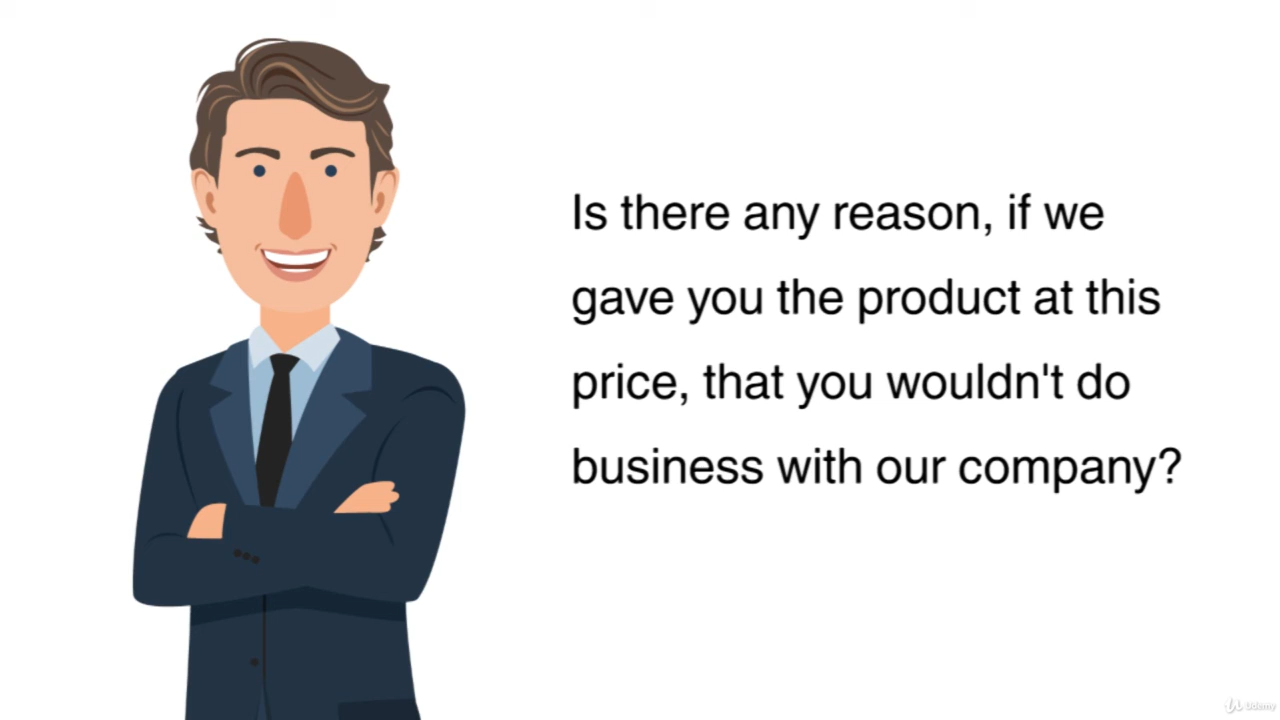 Is there any reason, if we
gave you the product at this
price, that you wouldn't do
business with our company?
Udemy